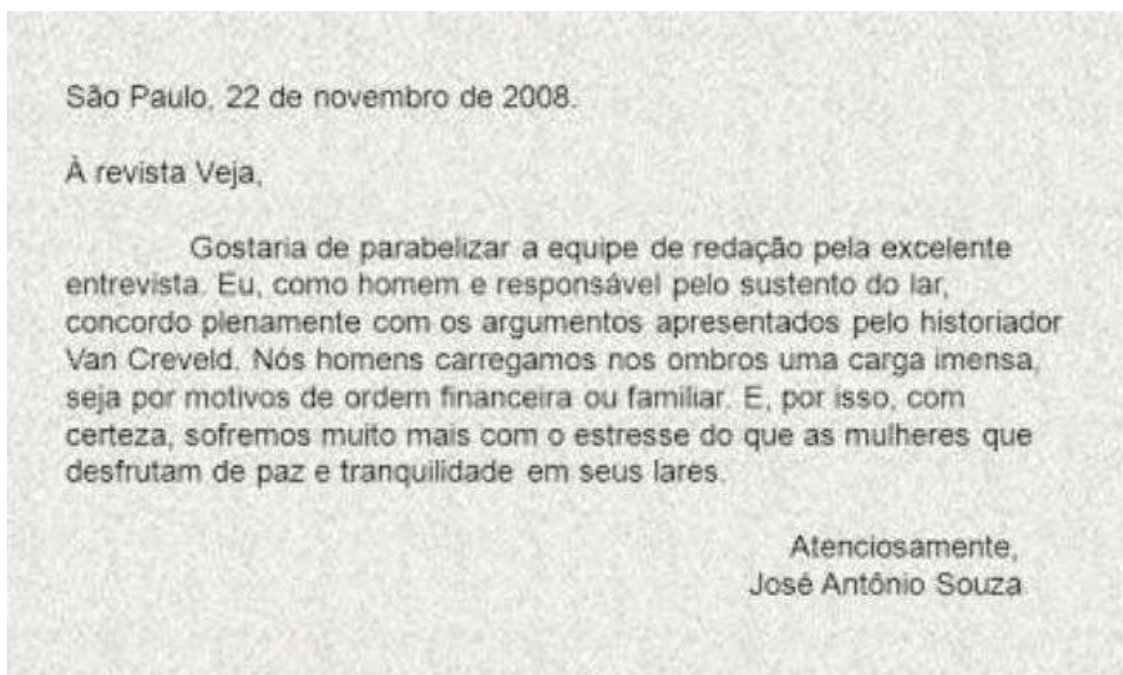 São Paulo, 22 de novembro de 2008.
À revista Veja,
Gostaria de parabelizar a equipe de redação pela excelente
entrevista. Eu, como homem e responsável pelo sustento do lar,
concordo plenamente com os argumentos apresentados pelo historiador
Van Creveld. Nós homens carregamos nos ombros uma carga imensa,
seja por motivos de ordem financeira ou familiar. E, por isso, com
certeza, sofremos muito mais com o estresse do que as mulheres que
desfrutam de paz e tranquilidade em seus lares.
Atenciosamente,
José Antônio Souza